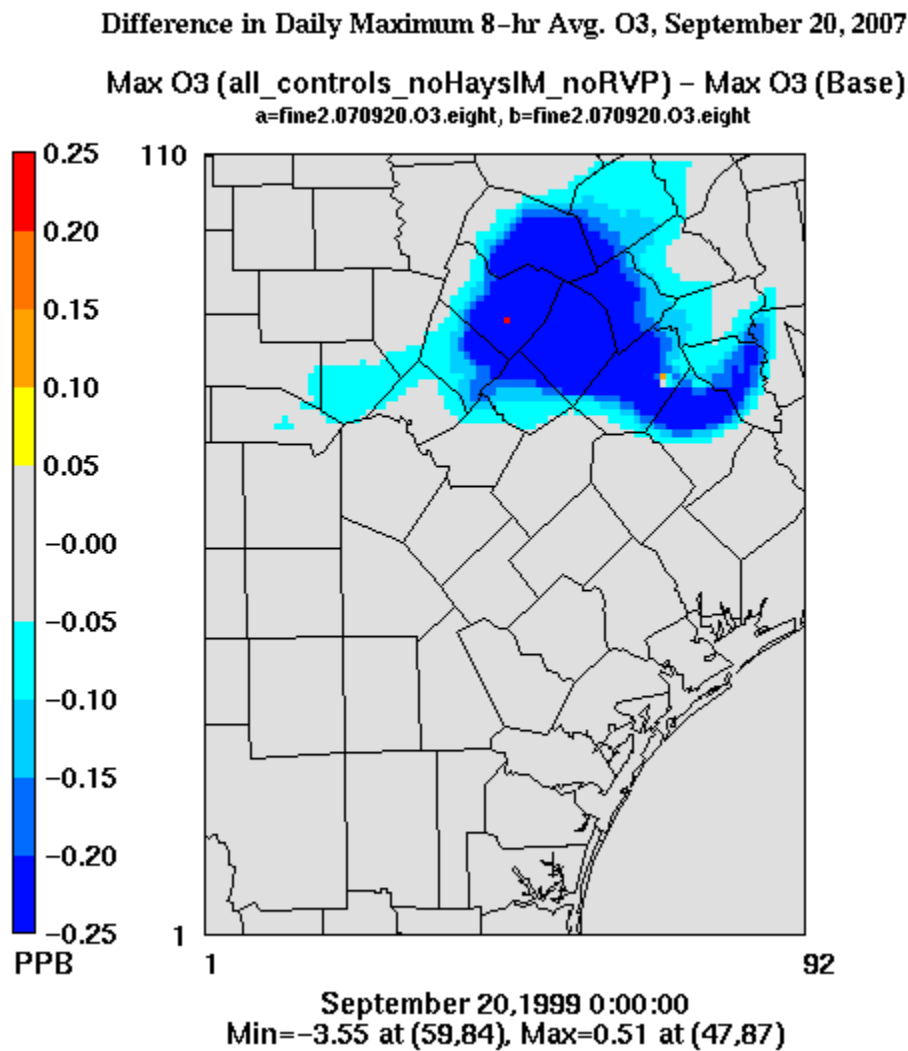 Difference in Daily Maximum 8-hr Avg. O3, September 20, 2007
Max O3 (all_controls_noHaysIM_noRVP) – Max O3 (Base)
a=fine2.070920.O3.eight, b=fine2.070920.O3.eight
0.25
0.20
0.15
0.10
0.05
−0.00
−0.05
−0.10
−0.15
−0.20
−0.25
PPB
110
1
1
92
September 20,1999 0:00:00
Min=−3.55 at (59,84), Max=0.51 at (47,87)